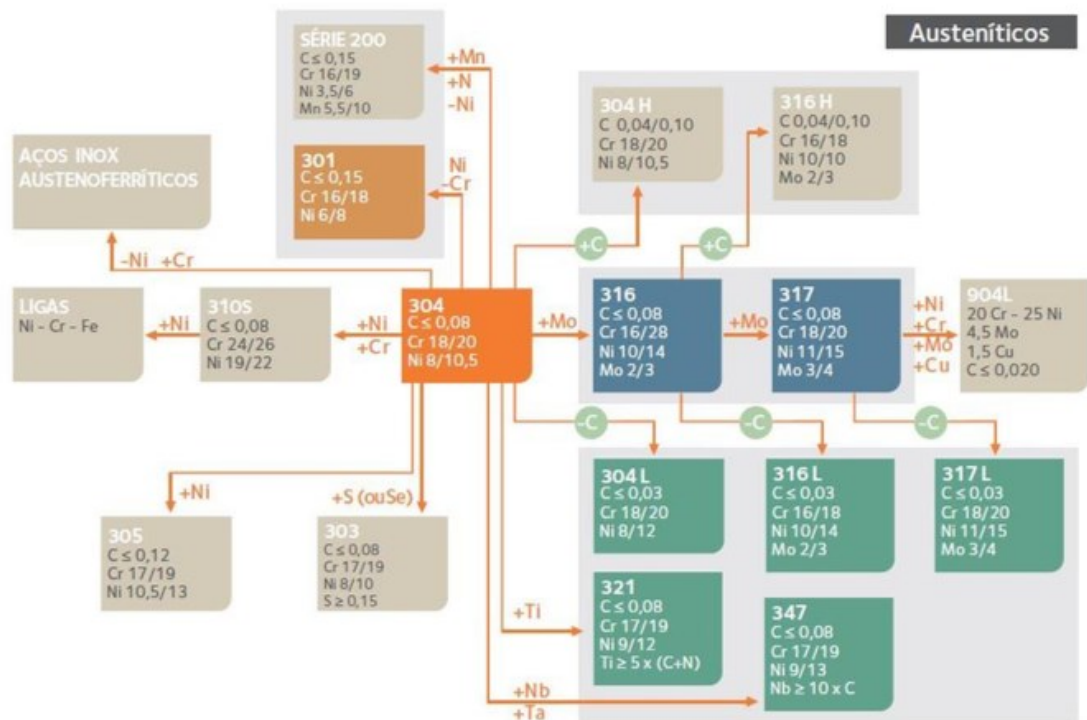 Austeníticos
SÉRIE 200
C ≤ 0,15
Cr 16/19
Ni 3,5/6
Mn 5,5/10
+Mn
+N
-Ni
304 H
C 0,04/0,10
Cr 18/20
Ni 8/10,5
316 H
C 0,04/0,10
Cr 16/18
Ni 10/10
Mo 2/3
AÇOS INOX
AUSTENOFERRÍTICOS
301
C ≤ 0,15
Cr 16/18
Ni 6/8
Ni
-Cr
+C
+C
-Ni +Cr
LIGAS
Ni - Cr - Fe
+Ni
310S
C ≤ 0,08
Cr 24/26
Ni 19/22
+Ni
+Cr
304
C ≤ 0,08
Cr 18/20
Ni 8/10,5
+Mo
316
C ≤ 0,08
Cr 16/28
Ni 10/14
Mo 2/3
+Mo
317
C ≤ 0,08
Cr 18/20
Ni 11/15
Mo 3/4
+Ni
+Cr
+Mo
+Cu
904L
20 Cr - 25 Ni
4,5 Mo
1,5 Cu
C ≤ 0,020
-C
-C
-C
304 L
C ≤ 0,03
Cr 18/20
Ni 8/12
316 L
C ≤ 0,03
Cr 16/18
Ni 10/14
Mo 2/3
317 L
C ≤ 0,03
Cr 18/20
Ni 11/15
Mo 3/4
+Ni
+S (ouSe)
305
C ≤ 0,12
Cr 17/19
Ni 10,5/13
303
C ≤ 0,08
Cr 17/19
Ni 8/10
S ≥ 0,15
+Ti
321
C ≤ 0,08
Cr 17/19
Ni 9/12
Ti ≥ 5 x (C+N)
347
C ≤ 0,08
Cr 17/19
Ni 9/13
Nb ≥ 10 x C
+Nb
+Ta